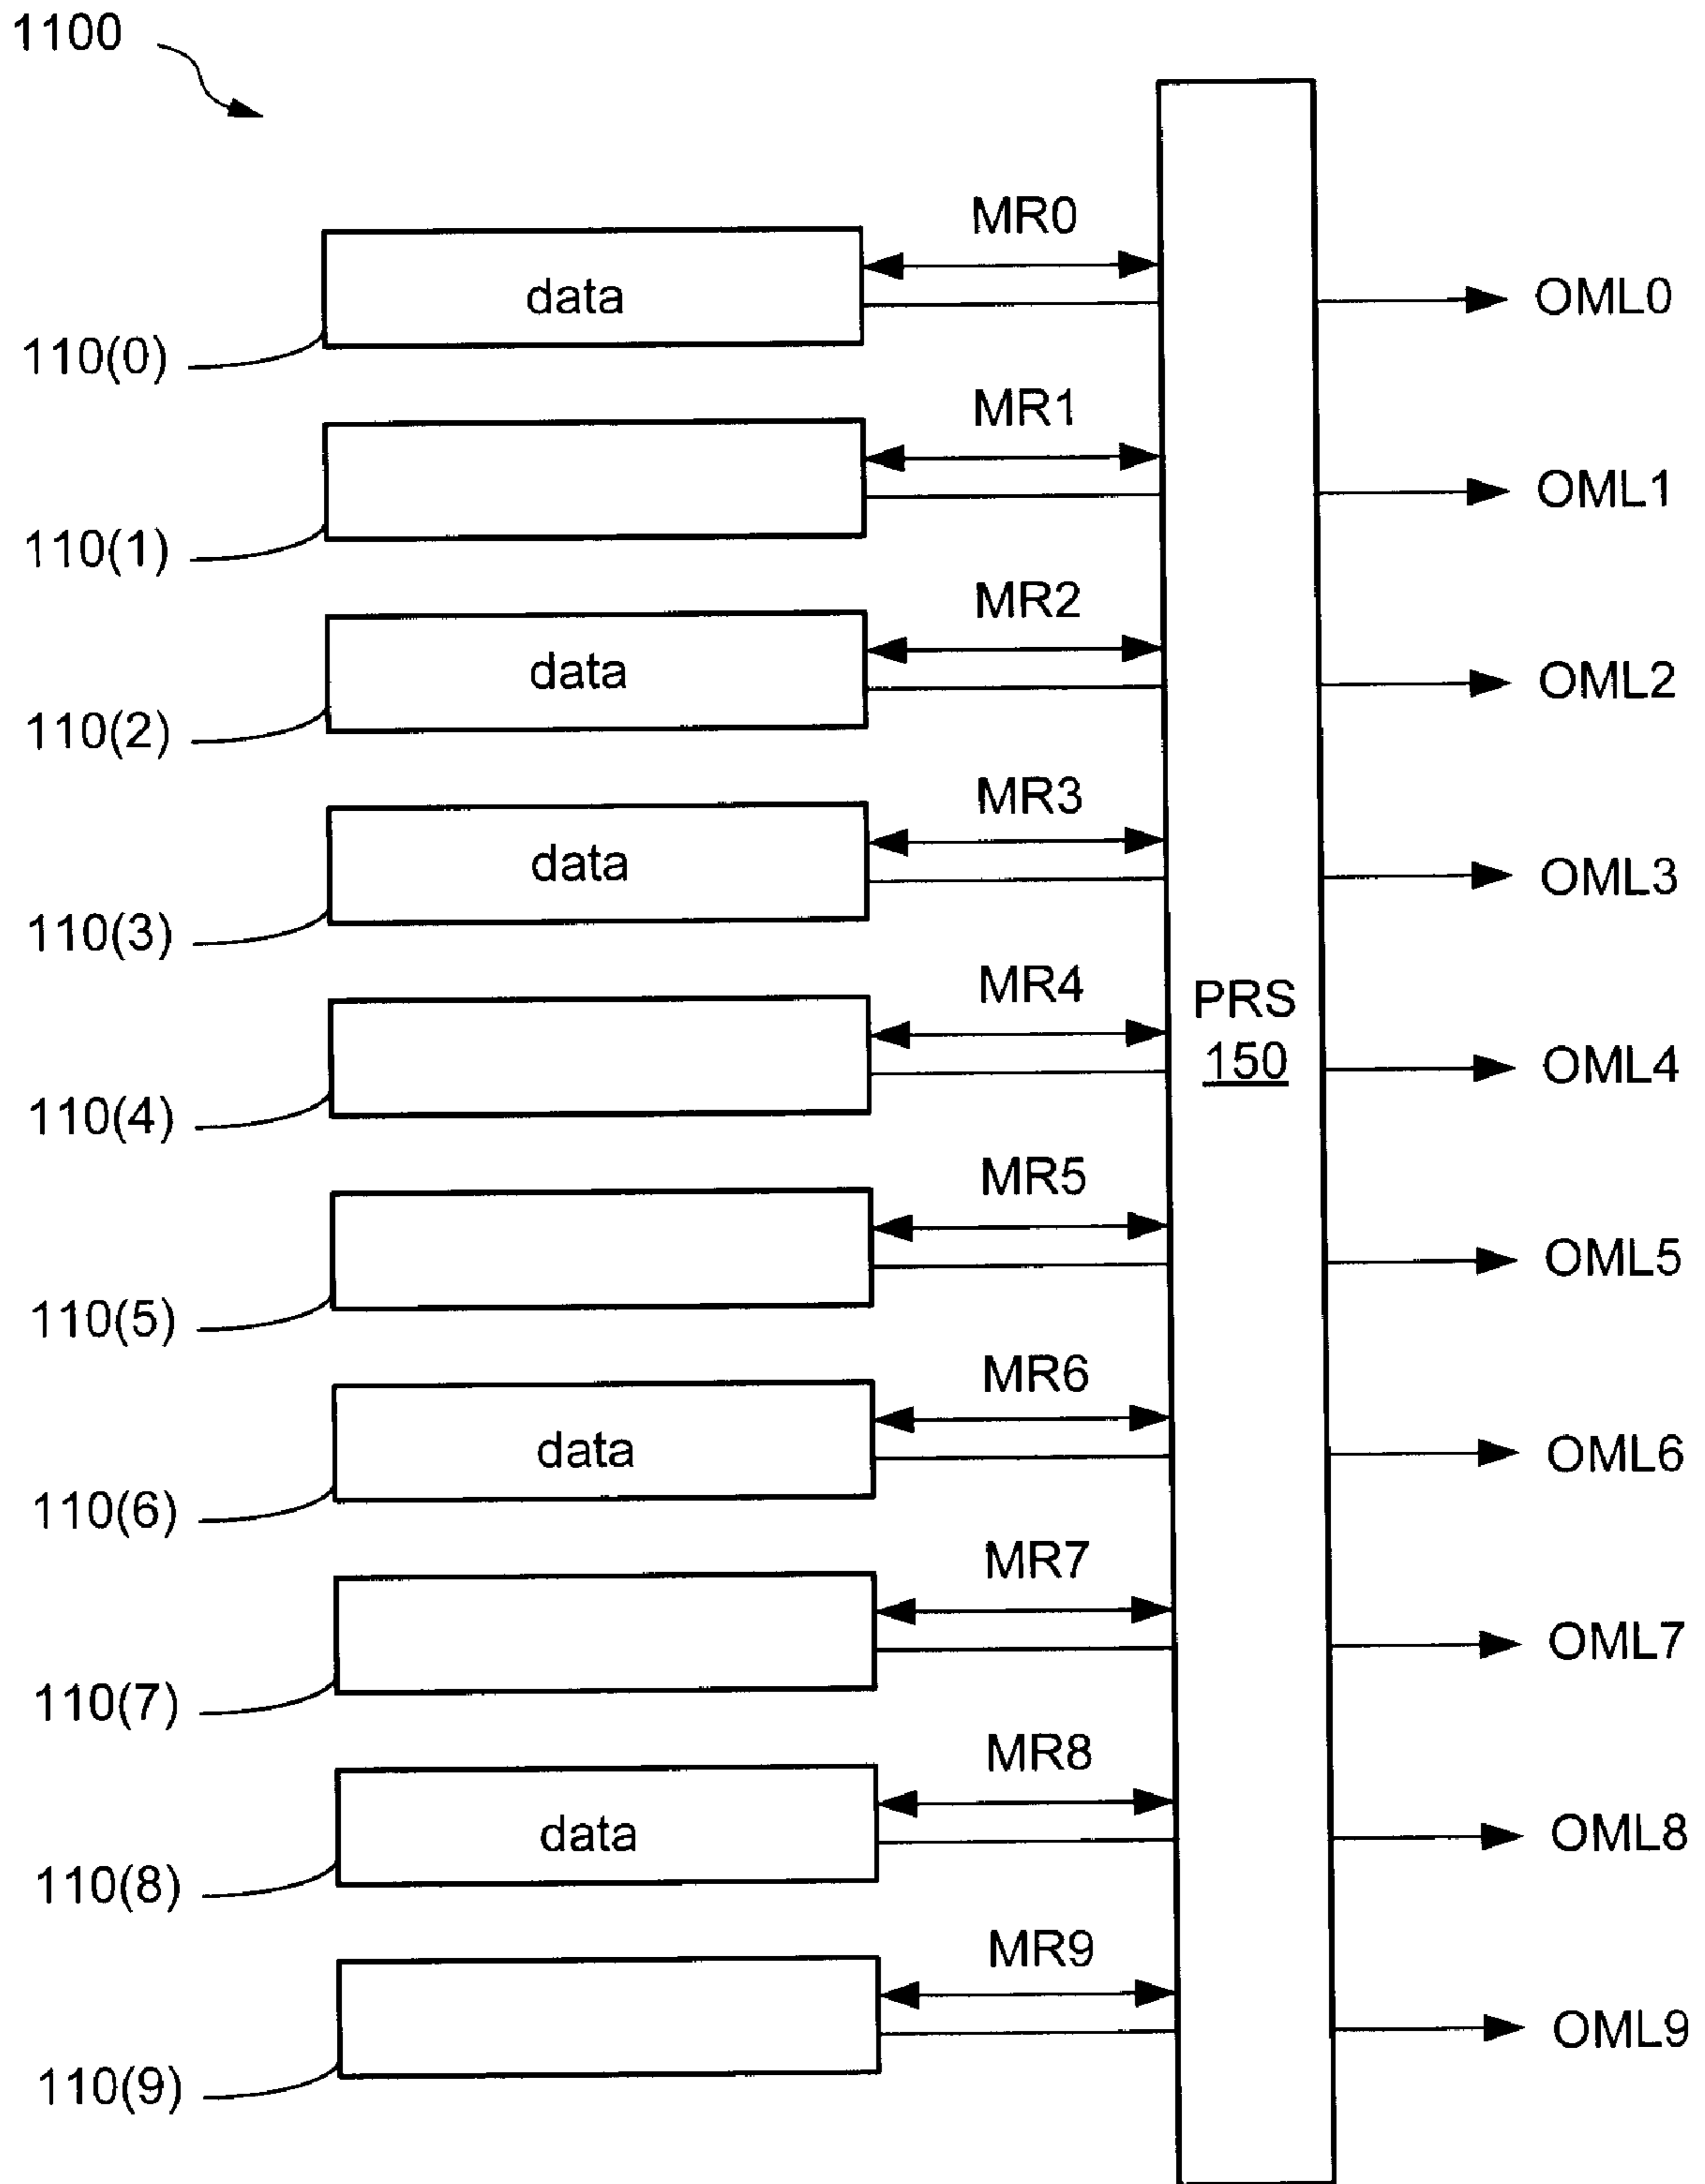 1100
MR0
data
OML0
110(0)
MR1
OML1
110(1)
MR2
data
OML2
110(2)
MR3
data
OML3
110(3)
MR4
PRS
150
OML4
110(4)
MR5
OML5
110(5)
MR6
data
OML6
110(6)
MR7
OML7
110(7)
MR8
data
OML8
110(8)
MR9
OML9
110(9)